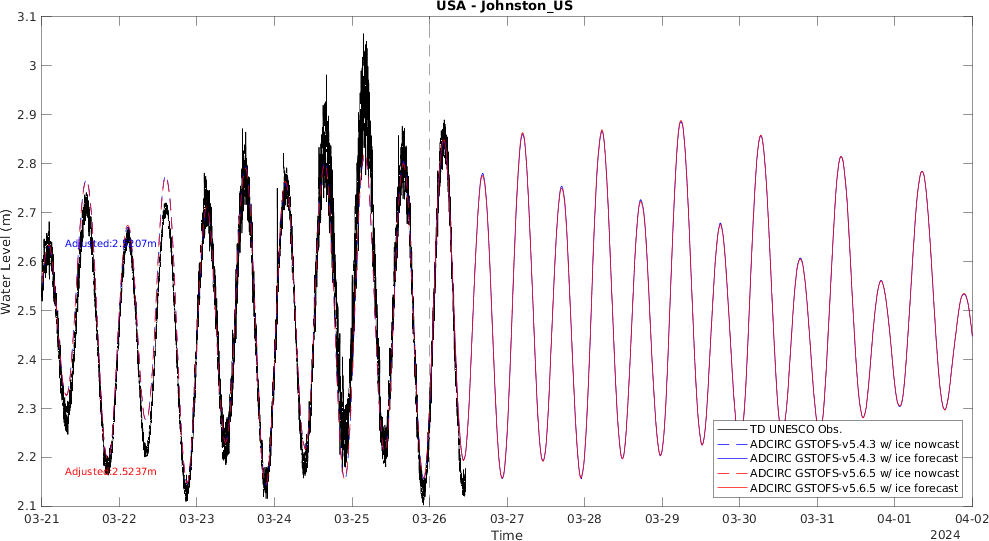 USA - Johnston_US
3.1
3
2.9
2.8
2.7
2.6
2.5
2.4
2.3
2.2
2.1
Water Level (m)
Adjusted:2.5237m
TD UNESCO Obs.
ADCIRC GSTOFS-v5.4.3 w/ ice nowcast
ADCIRC GSTOFS-v5.4.3 w/ ice forecast
ADCIRC GSTOFS-v5.6.5 w/ ice nowcast
ADCIRC GSTOFS-v5.6.5 w/ ice forecast
03-21 03-22 03-23 03-24 03-25 03-26 03-27 03-28 03-29 03-30 03-31 04-01 04-02
Time
2024